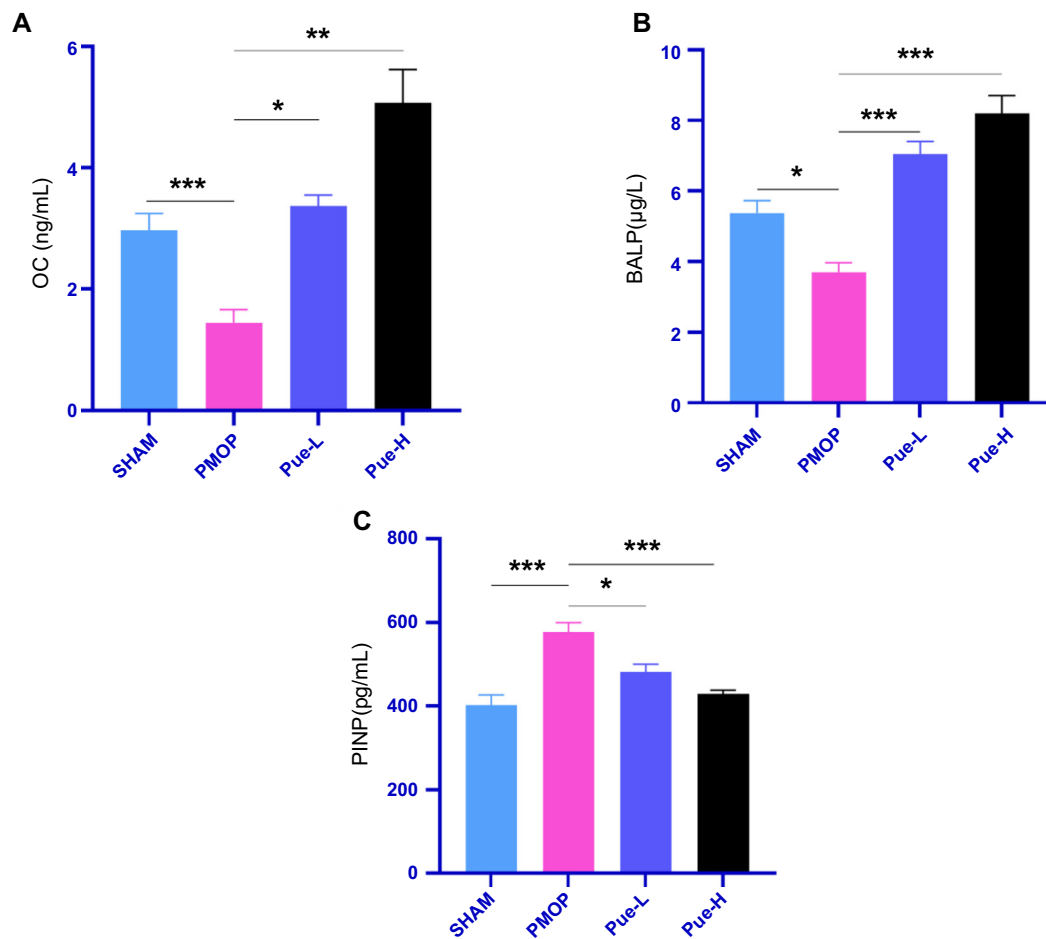 A
OC (ng/mL)
6
4
2
0
**
*
***
SHAM
PMOP
Pue-L
Pue-H
B
BALP(µg/L)
10
8
6
4
2
0
***
***
*
SHAM
PMOP
Pue-L
Pue-H
C
PINP(pg/mL)
800
600
400
200
0
***
***
*
SHAM
PMOP
Pue-L
Pue-H